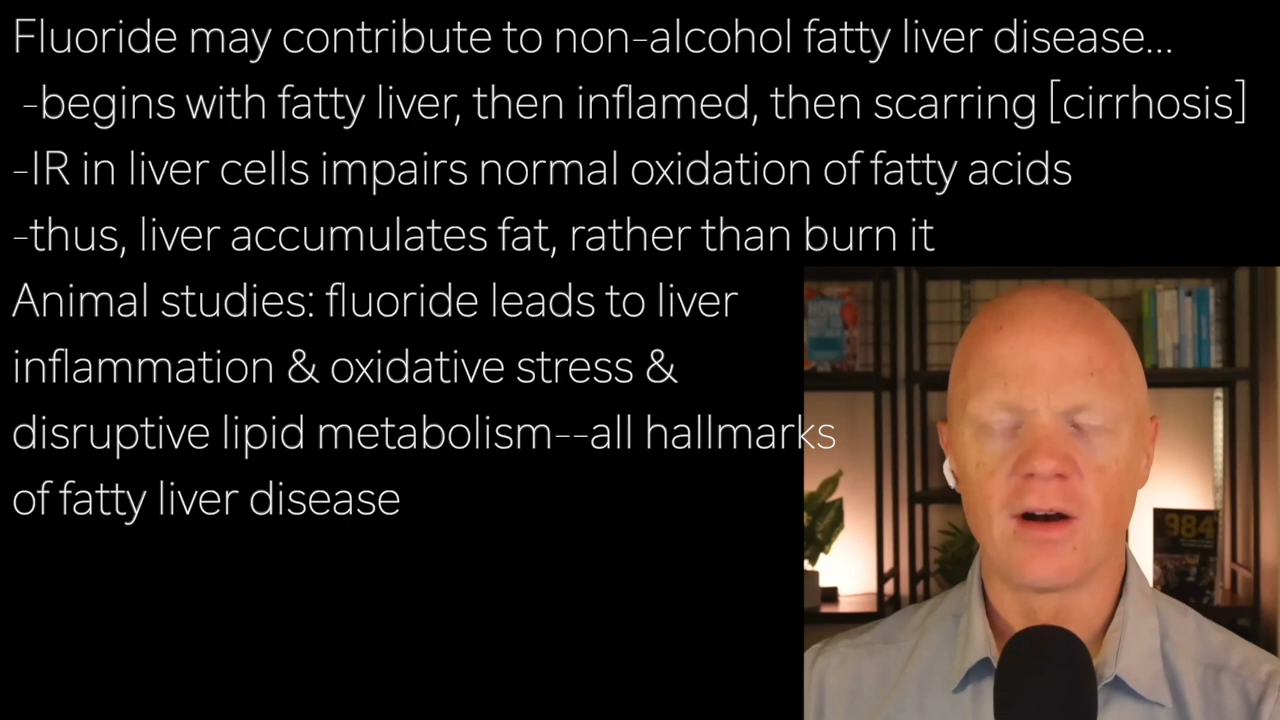 Fluoride may contribute to non-alcohol fatty liver disease...
-begins with fatty liver, then inflamed, then scarring [cirrhosis]
-IR in liver cells impairs normal oxidation of fatty acids
-thus, liver accumulates fat, rather than burn it
Animal studies: fluoride leads to liver
inflammation & oxidative stress &
disruptive lipid metabolism--all hallmarks
of fatty liver disease
HOW
984